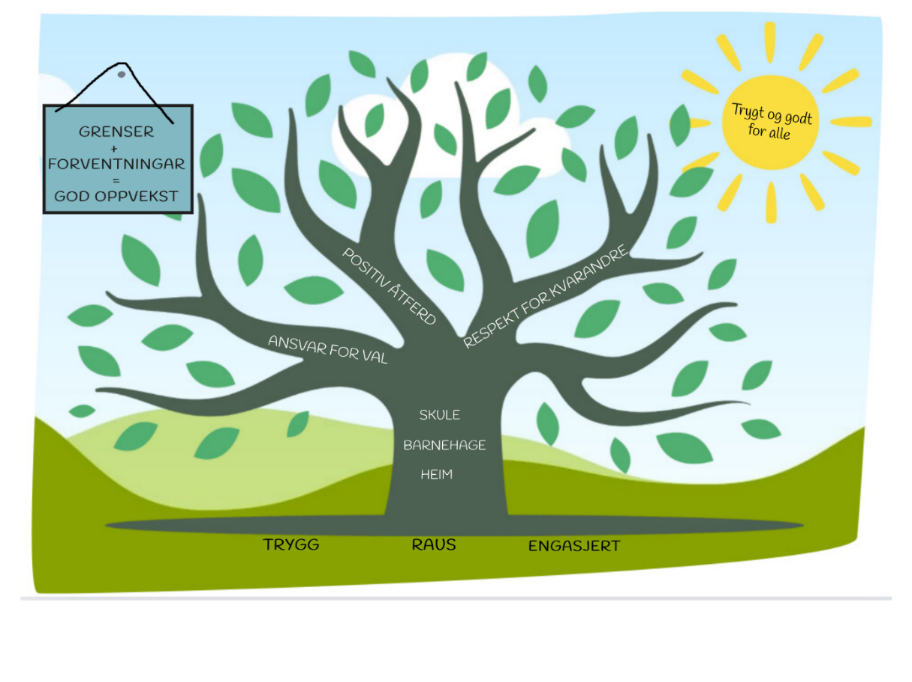 GRENSER
+
FORVENTNINGAR
=
GOD OPPVEKST
Trygt og godt
for alle
POSITIV ÅTFERD
RESPEKT FOR KVARANDRE
ANSVAR FOR VAL
SKULE
BARNEHAGE
HEIM
TRYGG
RAUS
ENGASJERT